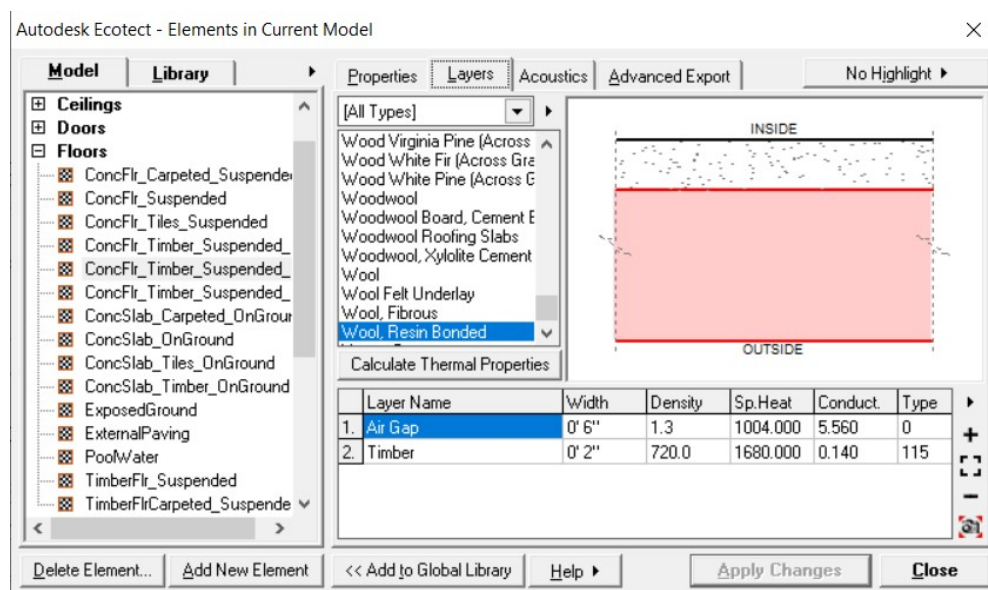 Autodesk Ecotect - Elements in Current Model
Model Library
Properties Layers Acoustics Advanced Export No Highlight
Ceilings
Doors
Floors
ConcFlr_Carpeted_Suspende
ConcFlr_Suspended
ConcFlr_Tiles_Suspended
ConcFlr_Timber_Suspended_
ConcFlr_Timber_Suspended_
ConcFlr_Timber_Suspended_
ConcSlab_Carpeted_OnGrour
ConcSlab_OnGround
ConcSlab_Tiles_OnGround
ConcSlab_Timber_OnGround
ExposedGround
ExternalPaving
PoolWater
TimberFlr_Suspended
TimberFlrCarpeted_Suspende
[All Types]
Wood Virginia Pine (Across
Wood White Fir (Across Gra
Wood White Pine (Across G
Woodwool
Woodwool Board, Cement B
Woodwool Roofing Slabs
Woodwool, Xylolite Cement
Wool
Wool Felt Underlay
Wool, Fibrous
Wool, Resin Bonded
Calculate Thermal Properties
INSIDE
OUTSIDE
Layer Name Width Density Sp.Heat Conduct. Type
1. Air Gap 0' 6" 1.3 1004.000 5.560 0
2. Timber 0' 2" 720.0 1680.000 0.140 115
Delete Element... Add New Element << Add to Global Library Help Apply Changes Close